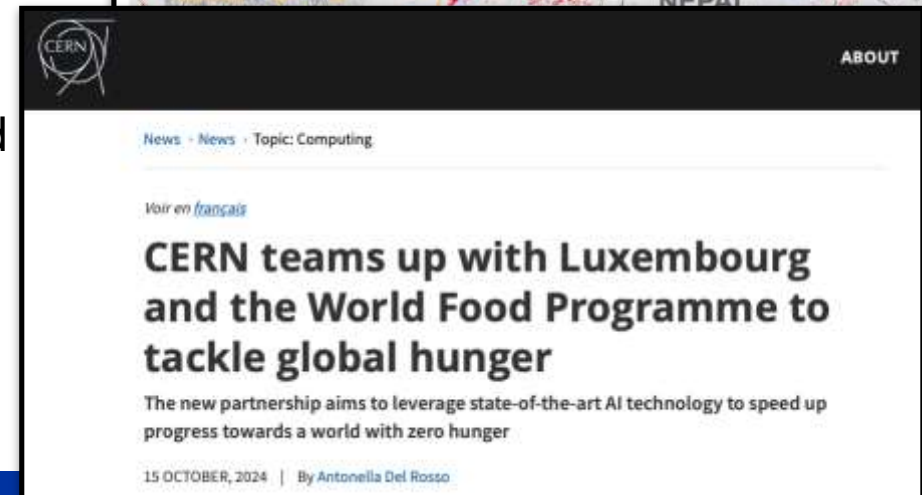 NEPAL
CERN
ABOUT
News · News · Topic: Computing
Voir en français
CERN teams up with Luxembourg
and the World Food Programme to
tackle global hunger
The new partnership aims to leverage state-of-the-art AI technology to speed up
progress towards a world with zero hunger
15 OCTOBER, 2024 | By Antonella Del Rosso